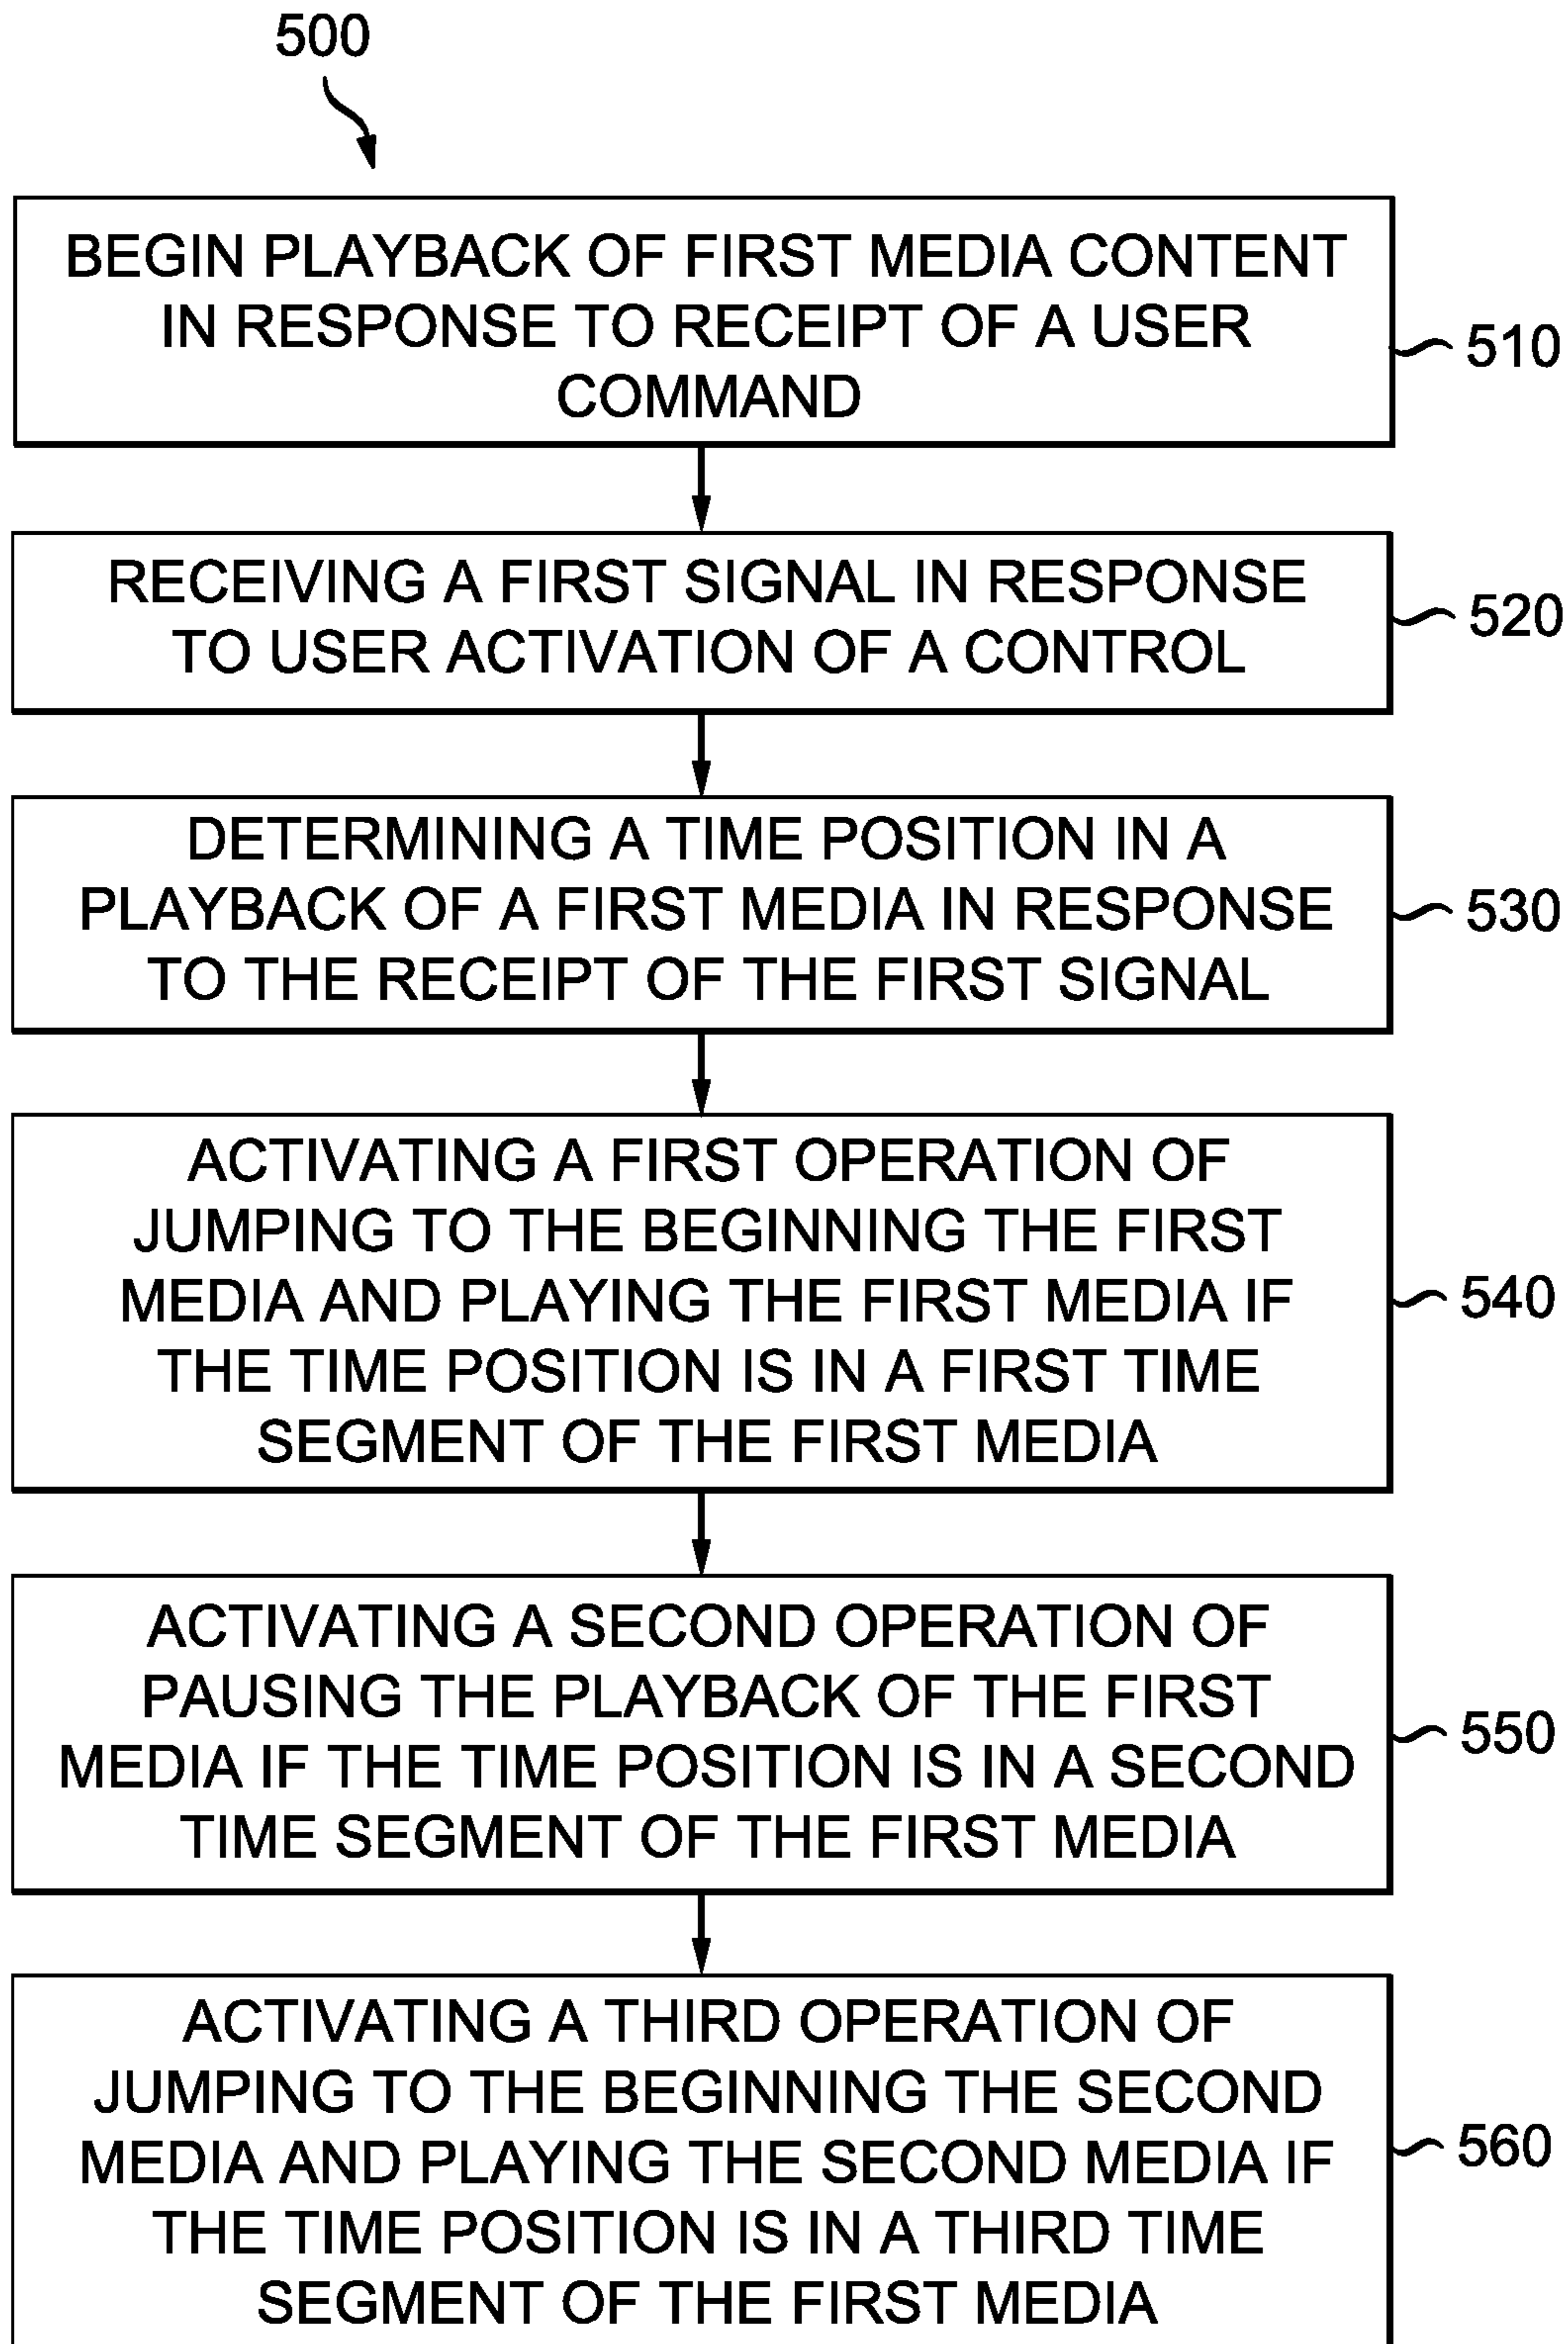 500
BEGIN PLAYBACK OF FIRST MEDIA CONTENT
IN RESPONSE TO RECEIPT OF A USER
COMMAND
510
RECEIVING A FIRST SIGNAL IN RESPONSE
TO USER ACTIVATION OF A CONTROL
520
DETERMINING A TIME POSITION IN A
PLAYBACK OF A FIRST MEDIA IN RESPONSE
TO THE RECEIPT OF THE FIRST SIGNAL
530
ACTIVATING A FIRST OPERATION OF
JUMPING TO THE BEGINNING THE FIRST
MEDIA AND PLAYING THE FIRST MEDIA IF
THE TIME POSITION IS IN A FIRST TIME
SEGMENT OF THE FIRST MEDIA
540
ACTIVATING A SECOND OPERATION OF
PAUSING THE PLAYBACK OF THE FIRST
MEDIA IF THE TIME POSITION IS IN A SECOND
TIME SEGMENT OF THE FIRST MEDIA
550
ACTIVATING A THIRD OPERATION OF
JUMPING TO THE BEGINNING THE SECOND
MEDIA AND PLAYING THE SECOND MEDIA IF
THE TIME POSITION IS IN A THIRD TIME
SEGMENT OF THE FIRST MEDIA
560